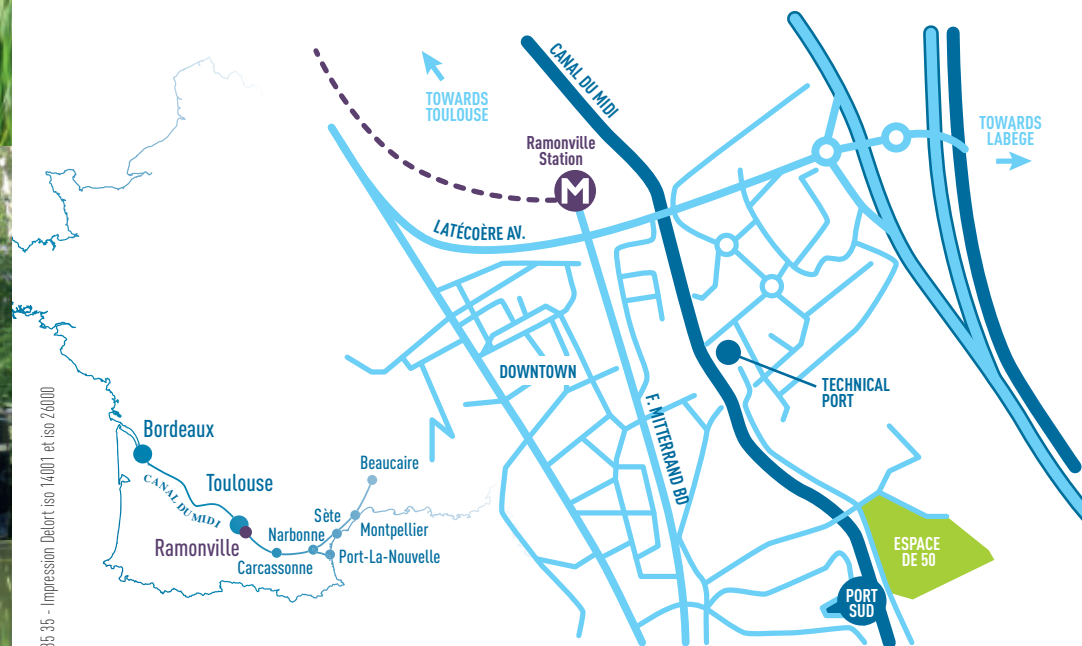 CANAL DU MIDI
TOWARDS
TOULOUSE
Ramonville
Station
M
TOWARDS
LABÈGE
LATÉCOÈRE AV.
DOWNTOWN
TECHNICAL
PORT
F. MITTERRAND BD
ESPACE
DE 50
PORT
SUD
Bordeaux
CANAL DU MIDI
Toulouse
Ramonville
Beaucaire
Sète
Narbonne
Montpellier
Carcassonne
Port-La-Nouvelle
35 35 - Impression Delort iso 14001 et iso 26000